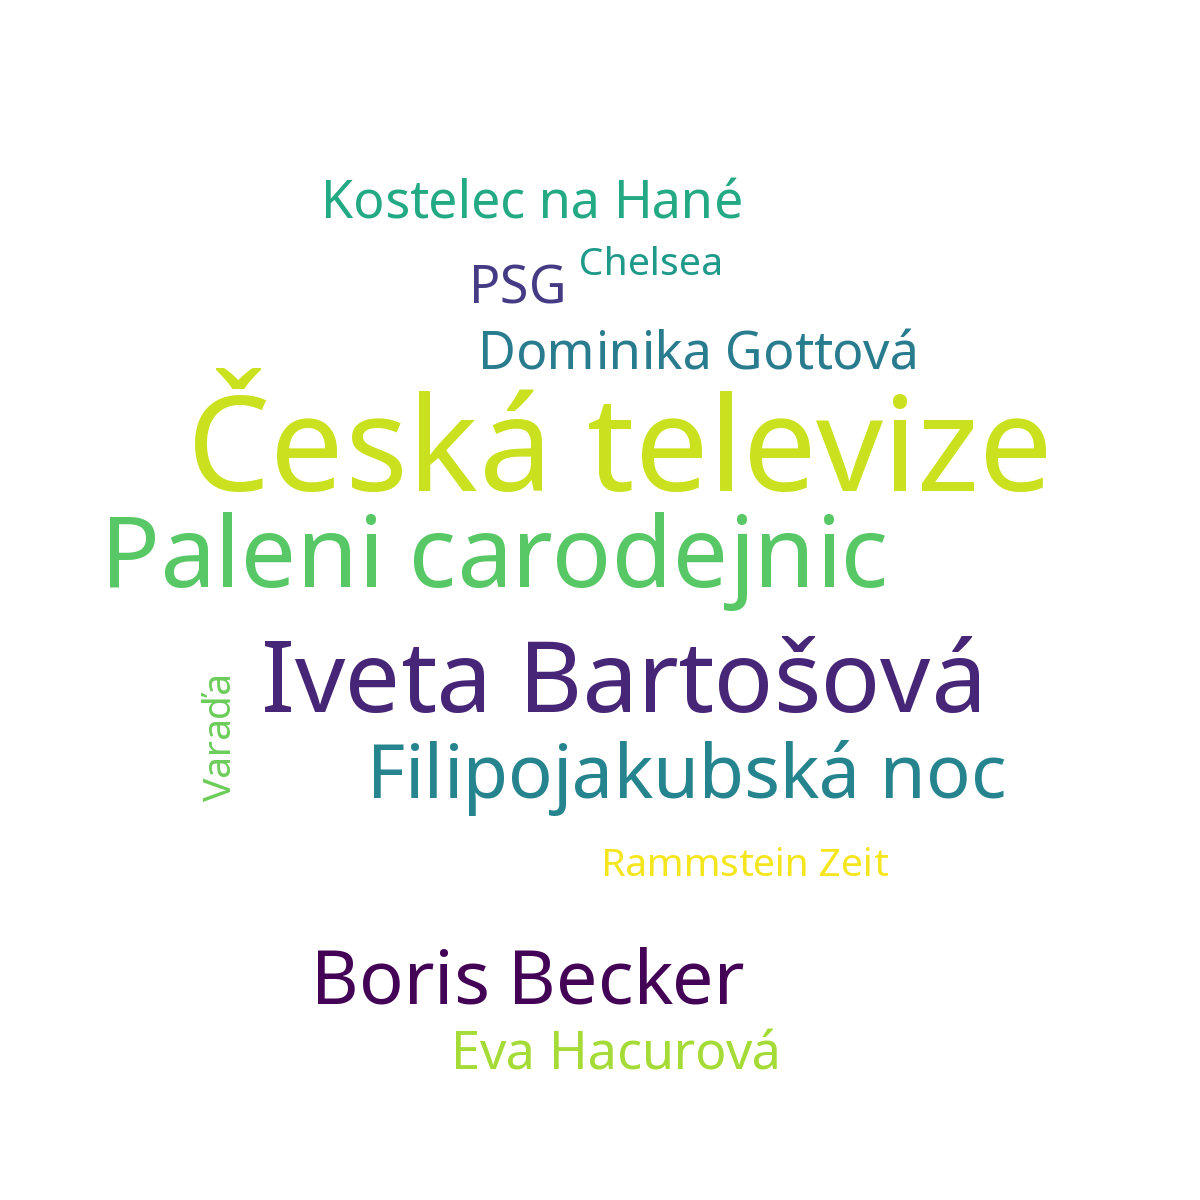 Kostelec na Hané
Chelsea
PSG
Dominika Gottová
Česká televize
Paleni carodejnic
Iveta Bartošová
Varaďa
Filipojakubská noc
Rammstein Zeit
Boris Becker
Eva Hacurová